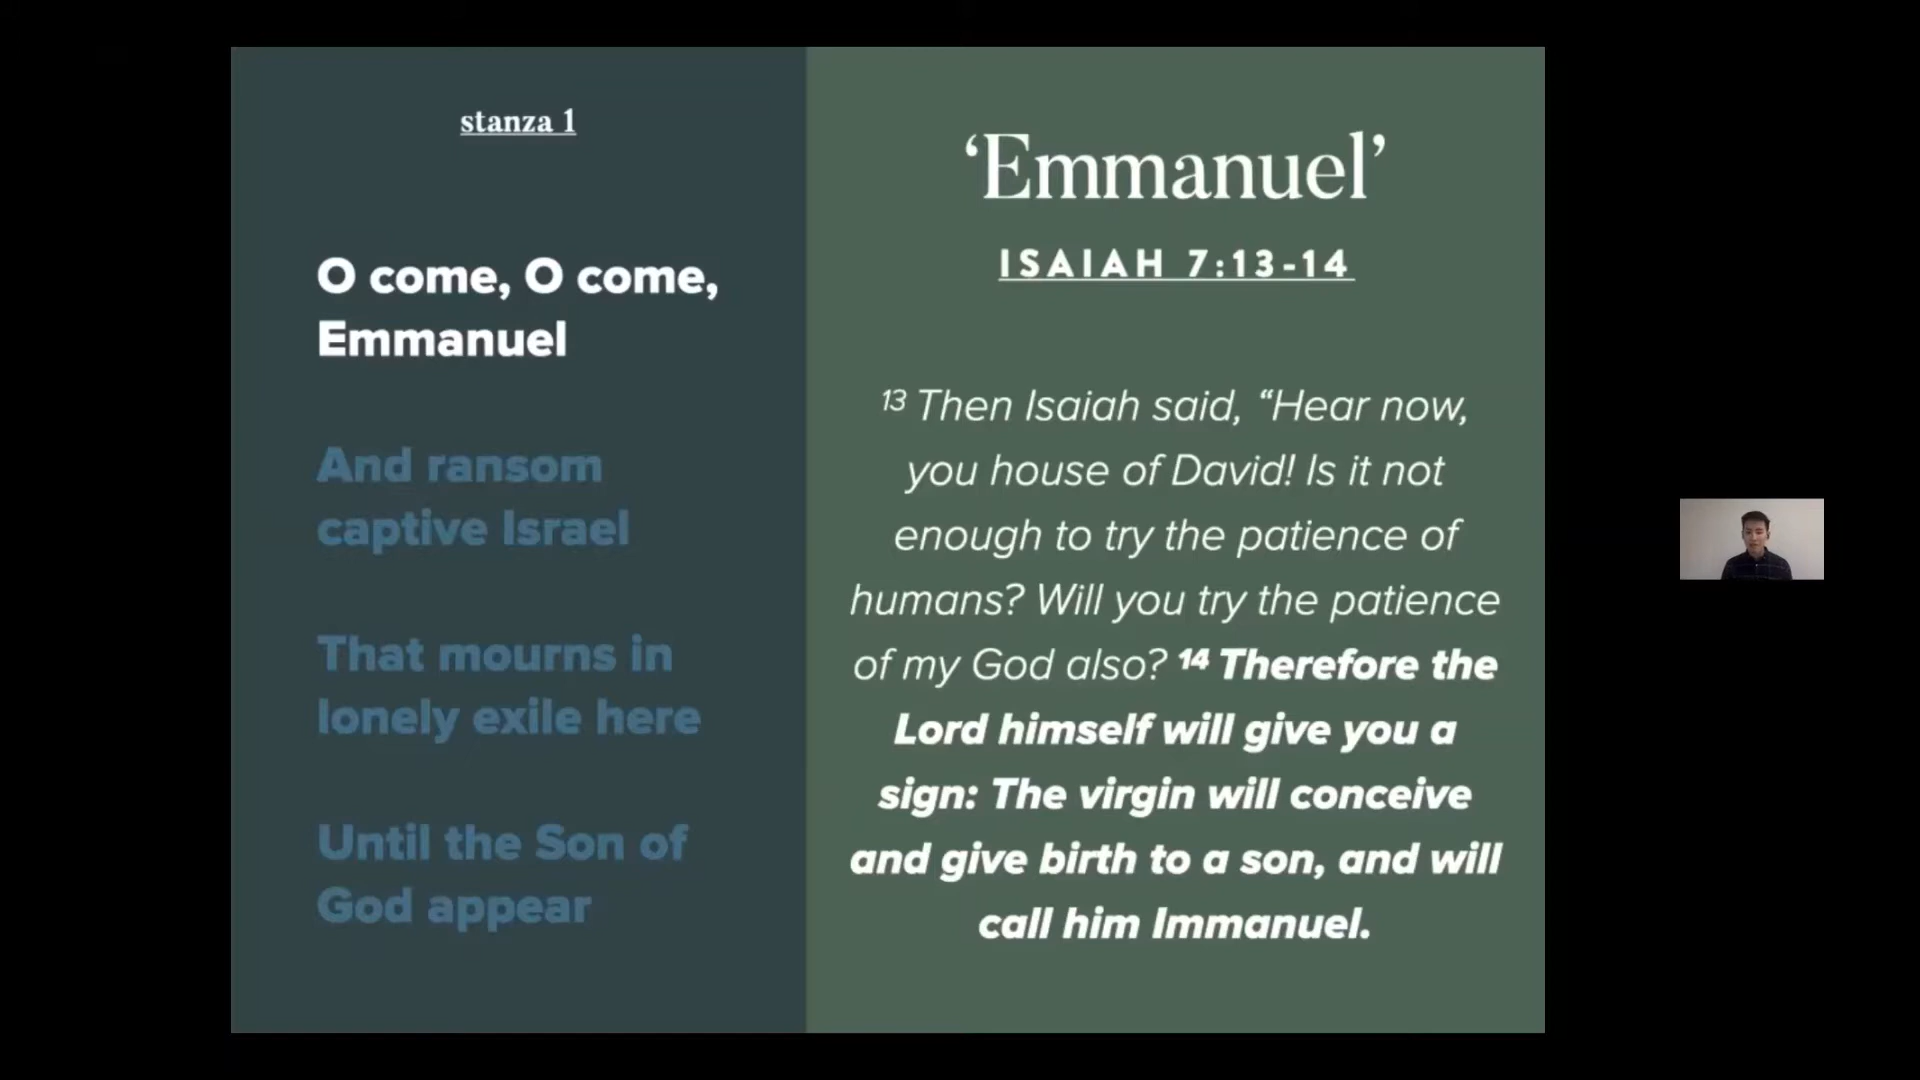 stanza 1
O come, O come,
Emmanuel
And ransom
captive Israel
That mourns in
lonely exile here
Until the Son of
God appear
‘Emmanuel’
ISAIAH 7:13-14
13 Then Isaiah said, “Hear now,
you house of David! Is it not
enough to try the patience of
humans? Will you try the patience
of my God also? 14 Therefore the
Lord himself will give you a
sign: The virgin will conceive
and give birth to a son, and will
call him Immanuel.